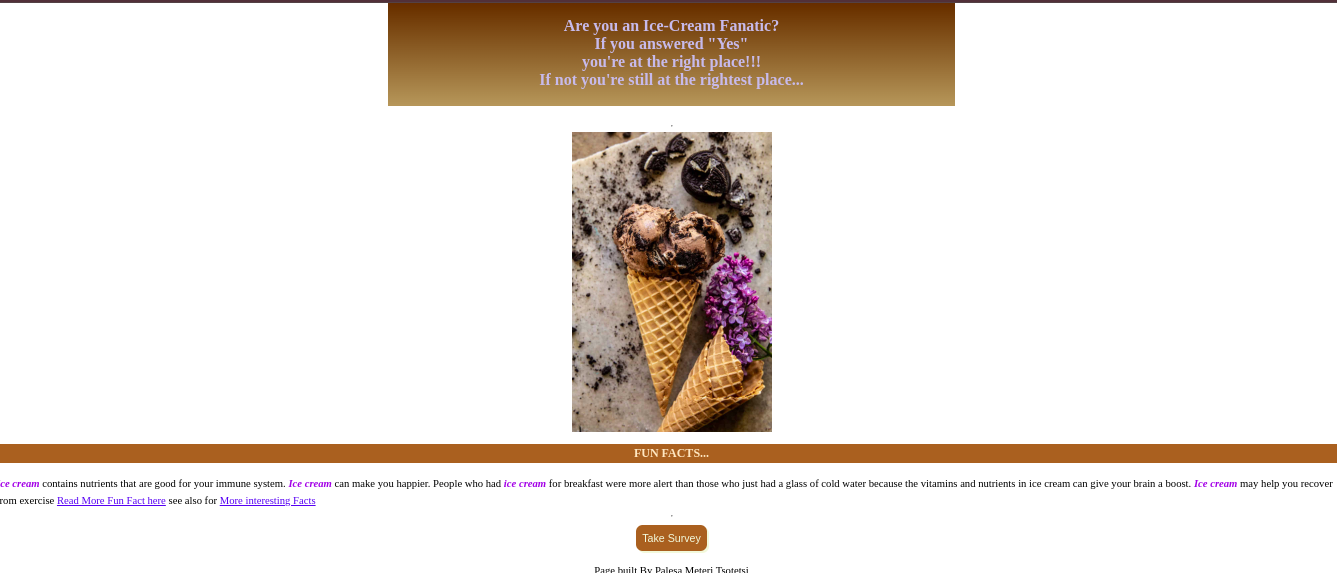 Are you an Ice-Cream Fanatic?
If you answered "Yes"
you're at the right place!!!
If not you're still at the rightest place...
.
FUN FACTS...
ce cream contains nutrients that are good for your immune system. Ice cream can make you happier. People who had ice cream for breakfast were more alert than those who just had a glass of cold water because the vitamins and nutrients in ice cream can give your brain a boost. Ice cream may help you recover
rom exercise Read More Fun Fact here see also for More interesting Facts
.
Take Survey
Page built By Palesa Meteri Tsotetsi